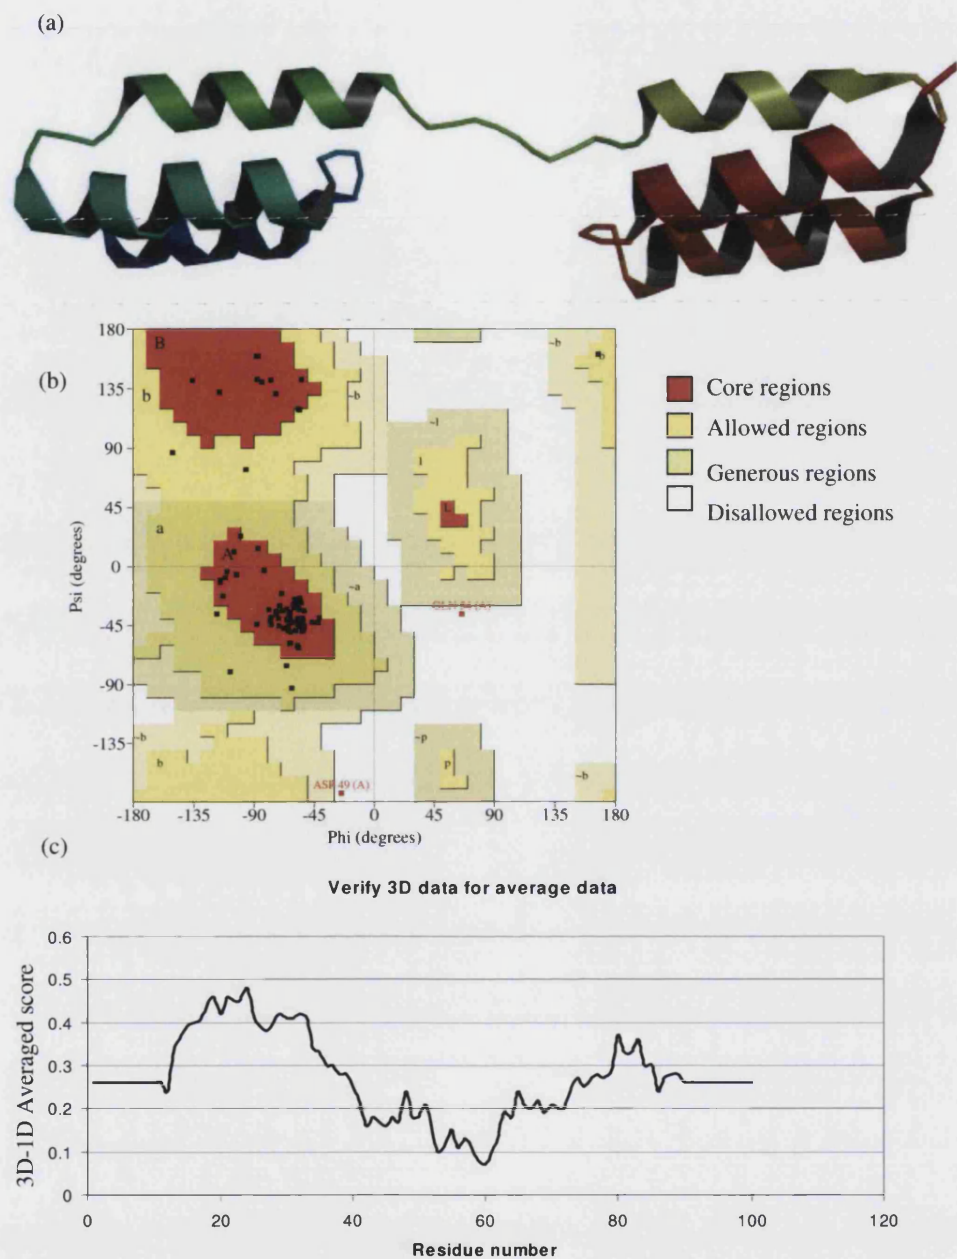 (a)
(b)
180
135
90
45
0
-45
-90
-135
Psi (degrees)
B
b
~b
~b
b
~l
l
L
a
A
~a
~b
b
~p
p
~b
ASP 49 (A)
-180 -135 -90 -45 0 45 90 135 180
Phi (degrees)
Core regions
Allowed regions
Generous regions
Disallowed regions
(c)
Verify 3D data for average data
3D-1D Averaged score
0.6
0.5
0.4
0.3
0.2
0.1
0
0 20 40 60 80 100 120
Residue number